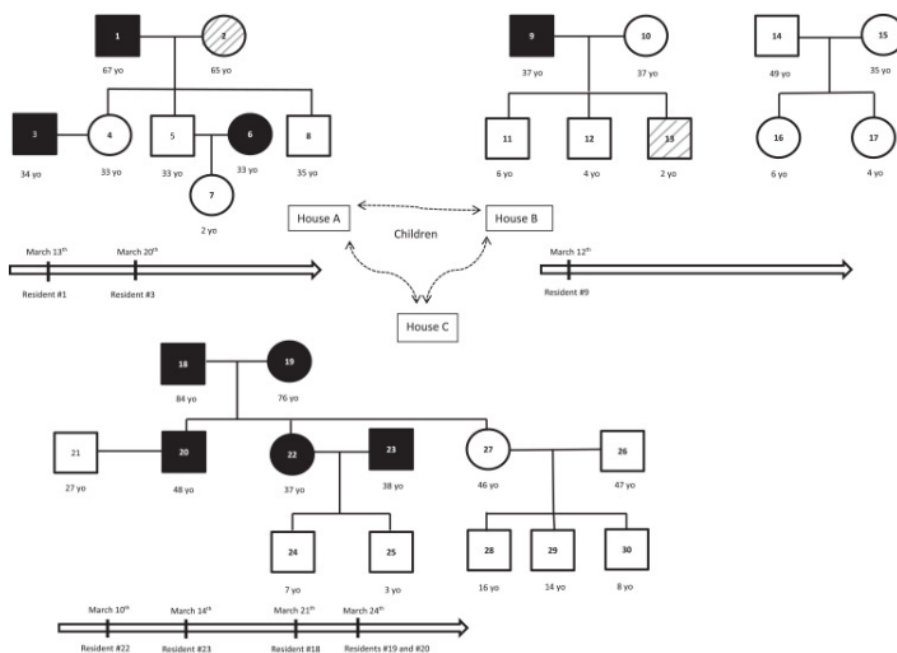 1 2 9 10 14 15
67 yo 65 yo 37 yo 37 yo 49 yo 35 yo
3 4 5 6 8 11 12 13 16 17
34 yo 33 yo 33 yo 33 yo 35 yo 6 yo 4 yo 2 yo 6 yo 4 yo
7
2 yo
House A House B
Children
March 13th March 20th March 12th
Resident #1 Resident #3 Resident #9
House C
18 19
84 yo 76 yo
21 20 22 23 27 26
27 yo 48 yo 37 yo 38 yo 46 yo 47 yo
24 25 28 29 30
7 yo 3 yo 16 yo 14 yo 8 yo
March 10th March 14th March 21th March 24th
Resident #22 Resident #23 Resident #18 Residents #19 and #20